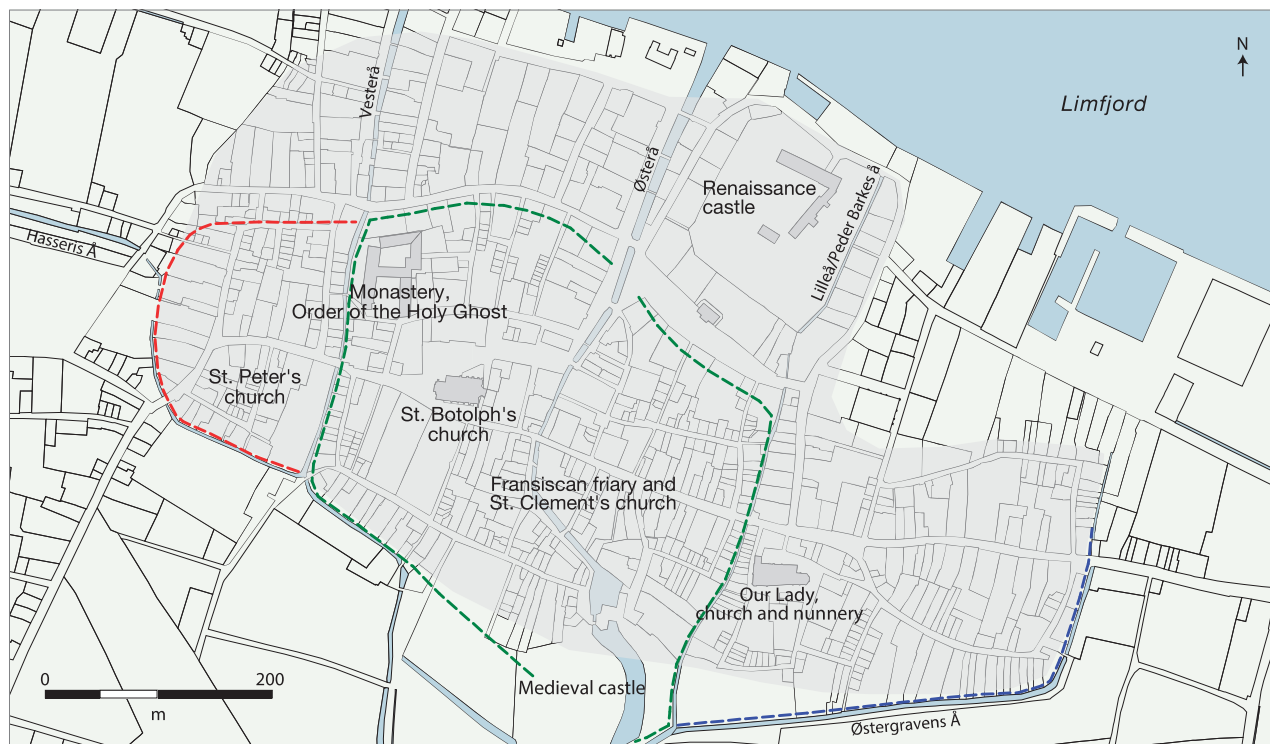 N
Limfjord
Vesterå
Østerå
Renaissance
castle
Lilleå/Peder Barkes å
Hasseris Å
Monastery,
Order of the Holy Ghost
St. Peter's
church
St. Botolph's
church
Fransiscan friary and
St. Clement's church
Our Lady,
church and nunnery
Medieval castle
Østergravens Å
0 200
m